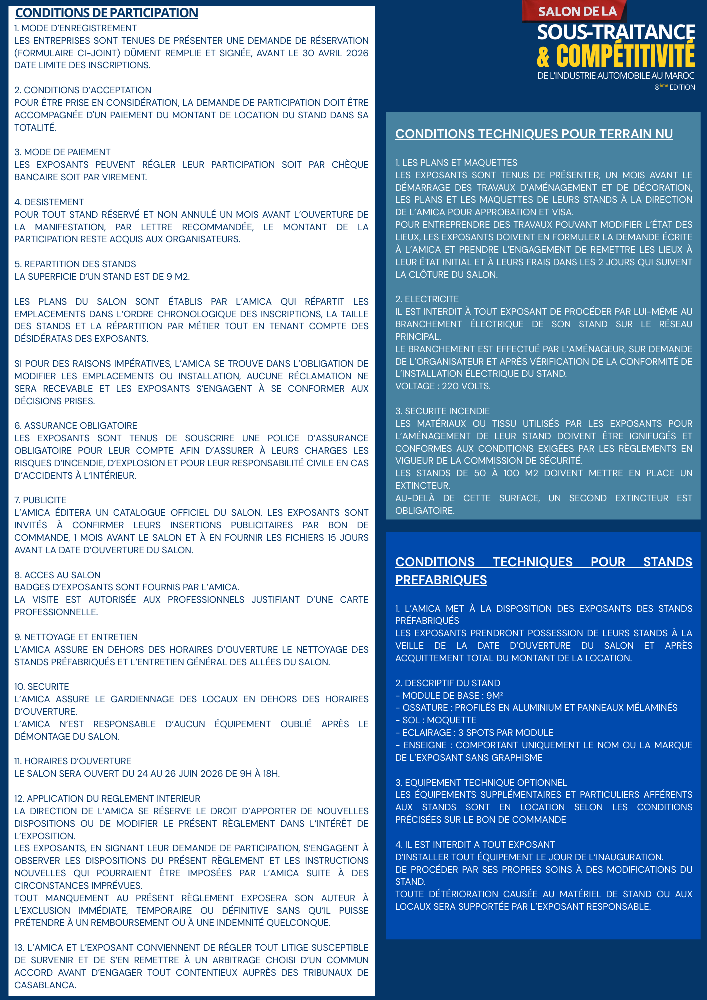 CONDITIONS DE PARTICIPATION
1. MODE D’ENREGISTREMENT
LES ENTREPRISES SONT TENUES DE PRÉSENTER UNE DEMANDE DE RÉSERVATION
(FORMULAIRE CI-JOINT) DÛMENT REMPLIE ET SIGNÉE, AVANT LE 30 AVRIL 2026
DATE LIMITE DES INSCRIPTIONS.
2. CONDITIONS D’ACCEPTATION
POUR ÊTRE PRISE EN CONSIDÉRATION, LA DEMANDE DE PARTICIPATION DOIT ÊTRE
ACCOMPAGNÉE D'UN PAIEMENT DU MONTANT DE LOCATION DU STAND DANS SA
TOTALITÉ.
3. MODE DE PAIEMENT
LES EXPOSANTS PEUVENT RÉGLER LEUR PARTICIPATION SOIT PAR CHÈQUE
BANCAIRE SOIT PAR VIREMENT.
4. DESISTEMENT
POUR TOUT STAND RÉSERVÉ ET NON ANNULÉ UN MOIS AVANT L’OUVERTURE DE
LA MANIFESTATION, PAR LETTRE RECOMMANDÉE, LE MONTANT DE LA
PARTICIPATION RESTE ACQUIS AUX ORGANISATEURS.
5. REPARTITION DES STANDS
LA SUPERFICIE D’UN STAND EST DE 9 M2.
LES PLANS DU SALON SONT ÉTABLIS PAR L’AMICA QUI RÉPARTIT LES
EMPLACEMENTS DANS L’ORDRE CHRONOLOGIQUE DES INSCRIPTIONS, LA TAILLE
DES STANDS ET LA RÉPARTITION PAR MÉTIER TOUT EN TENANT COMPTE DES
DÉSIDÉRATAS DES EXPOSANTS.
SI POUR DES RAISONS IMPÉRATIVES, L’AMICA SE TROUVE DANS L’OBLIGATION DE
MODIFIER LES EMPLACEMENTS OU INSTALLATION, AUCUNE RÉCLAMATION NE
SERA RECEVABLE ET LES EXPOSANTS S’ENGAGENT À SE CONFORMER AUX
DÉCISIONS PRISES.
6. ASSURANCE OBLIGATOIRE
LES EXPOSANTS SONT TENUS DE SOUSCRIRE UNE POLICE D’ASSURANCE
OBLIGATOIRE POUR LEUR COMPTE AFIN D’ASSURER À LEURS CHARGES LES
RISQUES D’INCENDIE, D’EXPLOSION ET POUR LEUR RESPONSABILITÉ CIVILE EN CAS
D’ACCIDENTS À L’INTÉRIEUR.
7. PUBLICITE
L’AMICA ÉDITERA UN CATALOGUE OFFICIEL DU SALON. LES EXPOSANTS SONT
INVITÉS À CONFIRMER LEURS INSERTIONS PUBLICITAIRES PAR BON DE
COMMANDE, 1 MOIS AVANT LE SALON ET À EN FOURNIR LES FICHIERS 15 JOURS
AVANT LA DATE D’OUVERTURE DU SALON.
8. ACCES AU SALON
BADGES D’EXPOSANTS SONT FOURNIS PAR L’AMICA.
LA VISITE EST AUTORISÉE AUX PROFESSIONNELS JUSTIFIANT D’UNE CARTE
PROFESSIONNELLE.
9. NETTOYAGE ET ENTRETIEN
L’AMICA ASSURE EN DEHORS DES HORAIRES D’OUVERTURE LE NETTOYAGE DES
STANDS PRÉFABRIQUÉS ET L’ENTRETIEN GÉNÉRAL DES ALLÉES DU SALON.
10. SECURITE
L’AMICA ASSURE LE GARDIENNAGE DES LOCAUX EN DEHORS DES HORAIRES
D’OUVERTURE.
L’AMICA N’EST RESPONSABLE D’AUCUN ÉQUIPEMENT OUBLIÉ APRÈS LE
DÉMONTAGE DU SALON.
11. HORAIRES D’OUVERTURE
LE SALON SERA OUVERT DU 24 AU 26 JUIN 2026 DE 9H À 18H.
12. APPLICATION DU REGLEMENT INTERIEUR
LA DIRECTION DE L’AMICA SE RÉSERVE LE DROIT D’APPORTER DE NOUVELLES
DISPOSITIONS OU DE MODIFIER LE PRÉSENT RÈGLEMENT DANS L’INTÉRÊT DE
L’EXPOSITION.
LES EXPOSANTS, EN SIGNANT LEUR DEMANDE DE PARTICIPATION, S’ENGAGENT À
OBSERVER LES DISPOSITIONS DU PRÉSENT RÈGLEMENT ET LES INSTRUCTIONS
NOUVELLES QUI POURRAIENT ÊTRE IMPOSÉES PAR L’AMICA SUITE À DES
CIRCONSTANCES IMPRÉVUES.
TOUT MANQUEMENT AU PRÉSENT RÈGLEMENT EXPOSERA SON AUTEUR À
L’EXCLUSION IMMÉDIATE, TEMPORAIRE OU DÉFINITIVE SANS QU’IL PUISSE
PRÉTENDRE À UN REMBOURSEMENT OU À UNE INDEMNITÉ QUELCONQUE.
13. L’AMICA ET L’EXPOSANT CONVIENNENT DE RÉGLER TOUT LITIGE SUSCEPTIBLE
DE SURVENIR ET DE S’EN REMETTRE À UN ARBITRAGE CHOISI D’UN COMMUN
ACCORD AVANT D’ENGAGER TOUT CONTENTIEUX AUPRÈS DES TRIBUNAUX DE
CASABLANCA.
SALON DE LA
SOUS-TRAITANCE
& COMPÉTITIVITÉ
DE L’INDUSTRIE AUTOMOBILE AU MAROC
8ème EDITION
CONDITIONS TECHNIQUES POUR TERRAIN NU
1. LES PLANS ET MAQUETTES
LES EXPOSANTS SONT TENUS DE PRÉSENTER, UN MOIS AVANT LE
DÉMARRAGE DES TRAVAUX D’AMÉNAGEMENT ET DE DÉCORATION,
LES PLANS ET LES MAQUETTES DE LEURS STANDS À LA DIRECTION
DE L’AMICA POUR APPROBATION ET VISA.
POUR ENTREPRENDRE DES TRAVAUX POUVANT MODIFIER L’ÉTAT DES
LIEUX, LES EXPOSANTS DOIVENT EN FORMULER LA DEMANDE ÉCRITE
À L’AMICA ET PRENDRE L’ENGAGEMENT DE REMETTRE LES LIEUX À
LEUR ÉTAT INITIAL ET À LEURS FRAIS DANS LES 2 JOURS QUI SUIVENT
LA CLÔTURE DU SALON.
2. ELECTRICITE
IL EST INTERDIT À TOUT EXPOSANT DE PROCÉDER PAR LUI-MÊME AU
BRANCHEMENT ÉLECTRIQUE DE SON STAND SUR LE RÉSEAU
PRINCIPAL.
LE BRANCHEMENT EST EFFECTUÉ PAR L’AMÉNAGEUR, SUR DEMANDE
DE L’ORGANISATEUR ET APRÈS VÉRIFICATION DE LA CONFORMITÉ DE
L’INSTALLATION ÉLECTRIQUE DU STAND.
VOLTAGE : 220 VOLTS.
3. SECURITE INCENDIE
LES MATÉRIAUX OU TISSU UTILISÉS PAR LES EXPOSANTS POUR
L’AMÉNAGEMENT DE LEUR STAND DOIVENT ÊTRE IGNIFUGÉS ET
CONFORMES AUX CONDITIONS EXIGÉES PAR LES RÈGLEMENTS EN
VIGUEUR DE LA COMMISSION DE SÉCURITÉ.
LES STANDS DE 50 À 100 M2 DOIVENT METTRE EN PLACE UN
EXTINCTEUR.
AU-DELÀ DE CETTE SURFACE, UN SECOND EXTINCTEUR EST
OBLIGATOIRE.
CONDITIONS TECHNIQUES POUR STANDS
PREFABRIQUES
1. L’AMICA MET À LA DISPOSITION DES EXPOSANTS DES STANDS
PRÉFABRIQUÉS
LES EXPOSANTS PRENDRONT POSSESSION DE LEURS STANDS À LA
VEILLE DE LA DATE D’OUVERTURE DU SALON ET APRÈS
ACQUITTEMENT TOTAL DU MONTANT DE LA LOCATION.
2. DESCRIPTIF DU STAND
- MODULE DE BASE : 9M²
- OSSATURE : PROFILÉS EN ALUMINIUM ET PANNEAUX MÉLAMINÉS
- SOL : MOQUETTE
- ECLAIRAGE : 3 SPOTS PAR MODULE
- ENSEIGNE : COMPORTANT UNIQUEMENT LE NOM OU LA MARQUE
DE L’EXPOSANT SANS GRAPHISME
3. EQUIPEMENT TECHNIQUE OPTIONNEL
LES ÉQUIPEMENTS SUPPLÉMENTAIRES ET PARTICULIERS AFFÉRENTS
AUX STANDS SONT EN LOCATION SELON LES CONDITIONS
PRÉCISÉES SUR LE BON DE COMMANDE
4. IL EST INTERDIT A TOUT EXPOSANT
D’INSTALLER TOUT ÉQUIPEMENT LE JOUR DE L’INAUGURATION.
DE PROCÉDER PAR SES PROPRES SOINS À DES MODIFICATIONS DU
STAND.
TOUTE DÉTÉRIORATION CAUSÉE AU MATÉRIEL DE STAND OU AUX
LOCAUX SERA SUPPORTÉE PAR L’EXPOSANT RESPONSABLE.